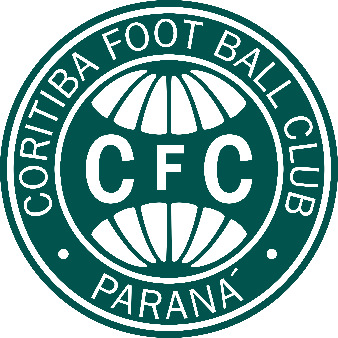 CORITIBA FOOT BALL CLUB
CFC
PARANÁ